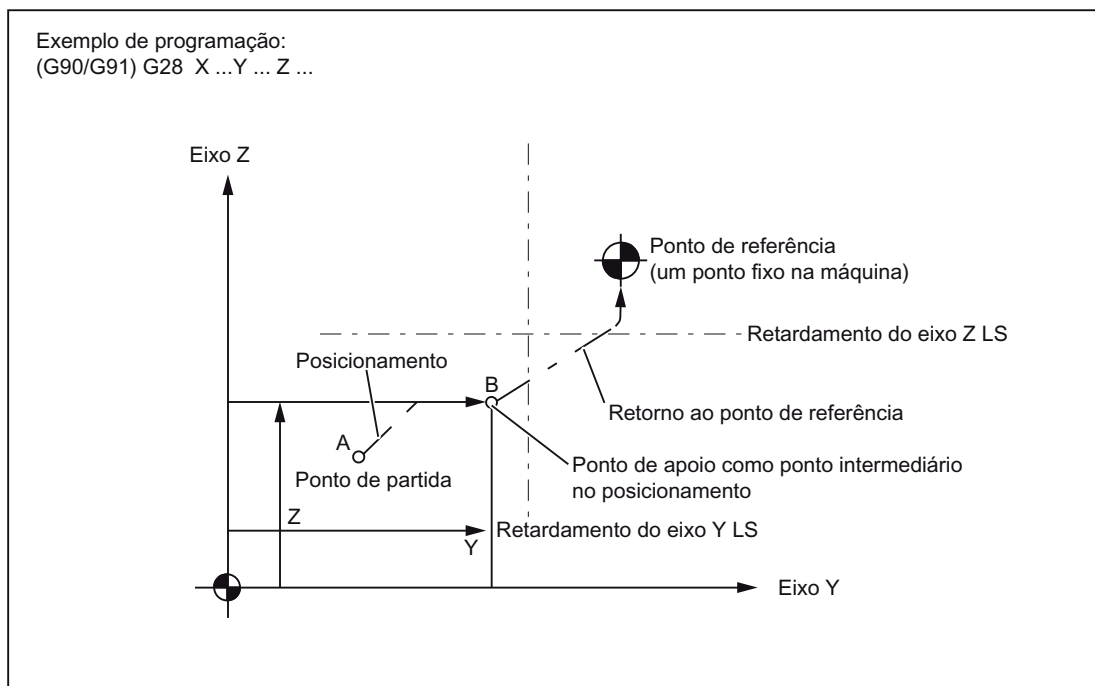 Exemplo de programação:
(G90/G91) G28  X ...Y ... Z ...
Eixo Z
Ponto de referência
(um ponto fixo na máquina)
Retardamento do eixo Z LS
Posicionamento
B
Retorno ao ponto de referência
A
Ponto de partida
Ponto de apoio como ponto intermediário
no posicionamento
Z
Y
Retardamento do eixo Y LS
Eixo Y